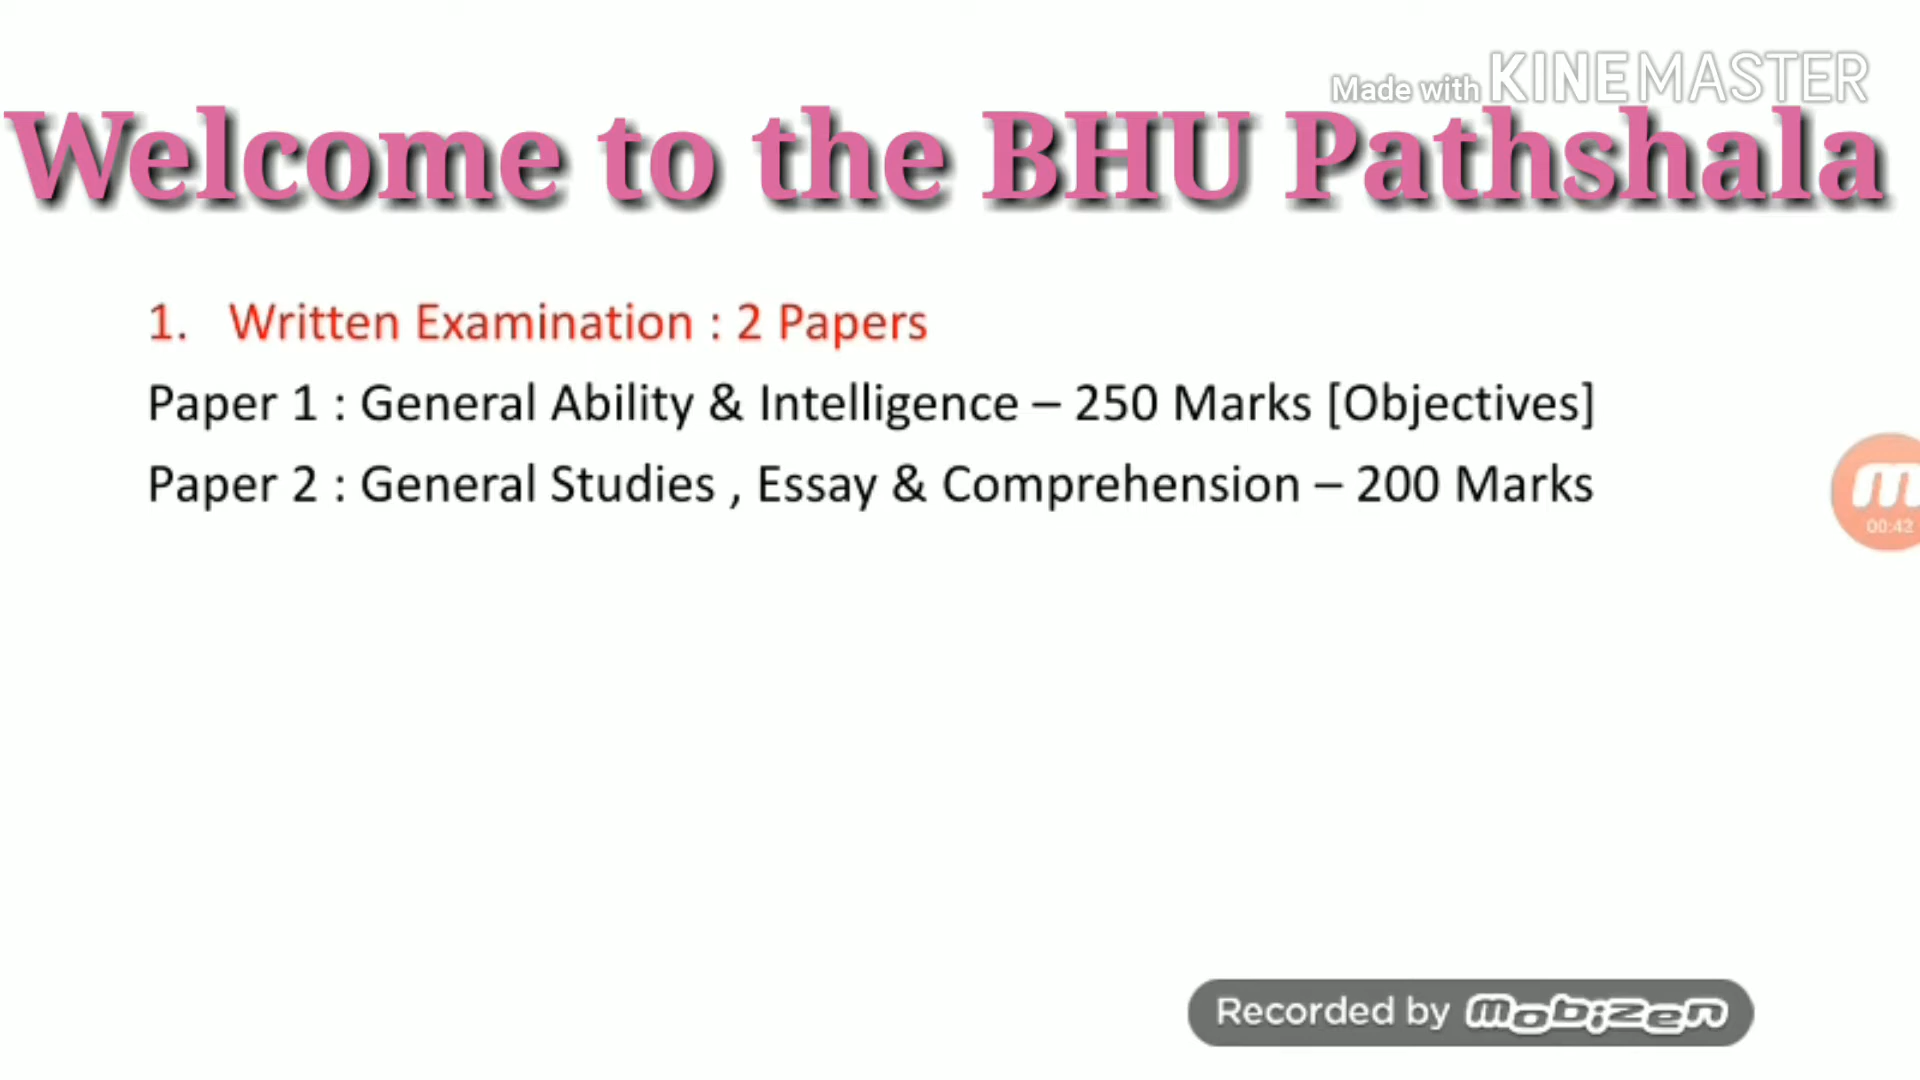 Made with KINEMASTER
Welcome to the BHU Pathshala
1. Written Examination : 2 Papers
Paper 1 : General Ability & Intelligence – 250 Marks [Objectives]
Paper 2 : General Studies , Essay & Comprehension – 200 Marks
m
00:42
Recorded by mobizen